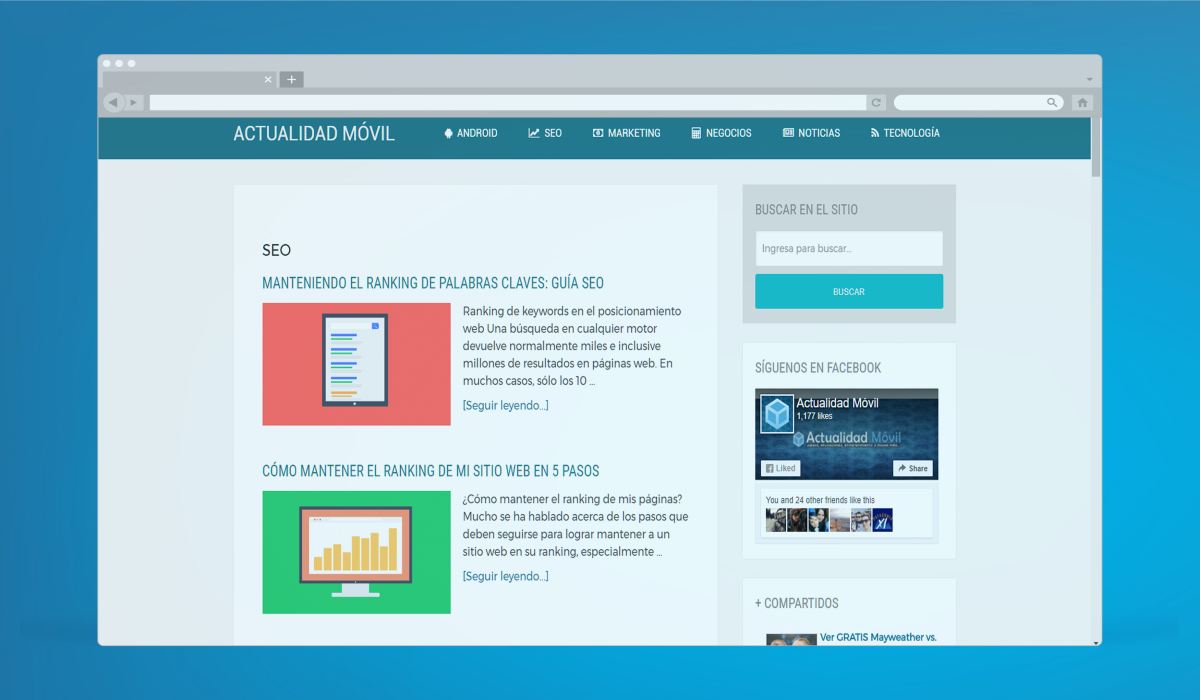 ACTUALIDAD MÓVIL
ANDROID
SEO
MARKETING
NEGOCIOS
NOTICIAS
TECNOLOGÍA
SEO
MANTENIENDO EL RANKING DE PALABRAS CLAVES: GUÍA SEO
Ranking de keywords en el posicionamiento
web Una búsqueda en cualquier motor
devuelve normalmente miles e inclusive
millones de resultados en páginas web. En
muchos casos, sólo los 10 ...
[Seguir leyendo...]
CÓMO MANTENER EL RANKING DE MI SITIO WEB EN 5 PASOS
¿Cómo mantener el ranking de mis páginas?
Mucho se ha hablado acerca de los pasos que
deben seguirse para lograr mantener a un
sitio web en su ranking, especialmente ...
[Seguir leyendo...]
BUSCAR EN EL SITIO
Ingresa para buscar...
BUSCAR
SÍGUENOS EN FACEBOOK
Actualidad Móvil
1,177 likes
Actualidad Móvil
Liked
Share
You and 24 other friends like this
+ COMPARTIDOS
Ver GRATIS Mayweather vs.